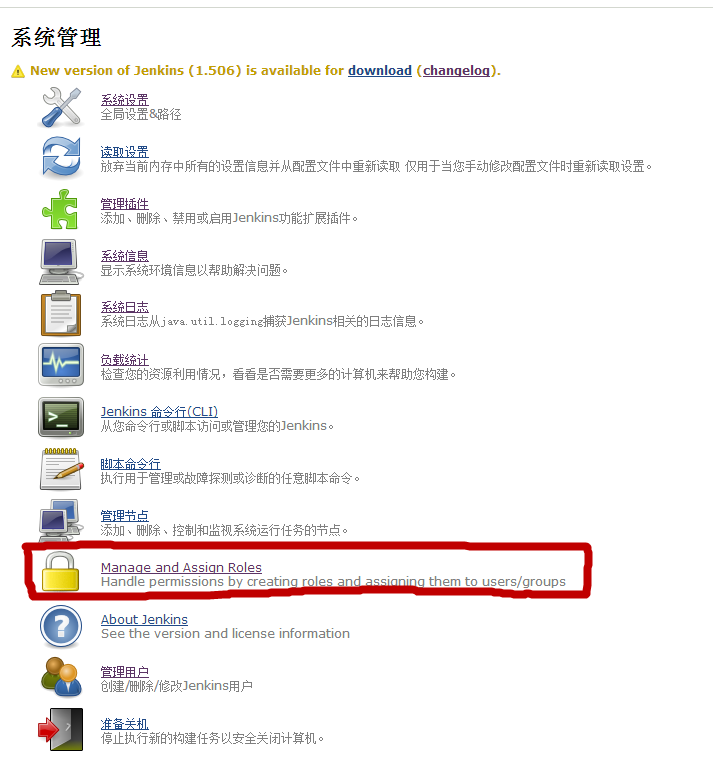 系统管理
New version of Jenkins (1.506) is available for download (changelog).
系统设置
全局设置&路径
读取设置
放弃当前内存中所有的设置信息并从配置文件中重新读取 仅用于当您手动修改配置文件时重新读取设置。
管理插件
添加、删除、禁用或启用Jenkins功能扩展插件。
系统信息
显示系统环境信息以帮助解决问题。
系统日志
系统日志从java.util.logging捕获Jenkins相关的日志信息。
负载统计
检查您的资源利用情况，看看是否需要更多的计算机来帮助您构建。
Jenkins 命令行(CLI)
从您命令行或脚本访问或管理您的Jenkins。
脚本命令行
执行用于管理或故障探测或诊断的任意脚本命令。
管理节点
添加、删除、控制和监视系统运行任务的节点。
Manage and Assign Roles
Handle permissions by creating roles and assigning them to users/groups
About Jenkins
See the version and license information
管理用户
创建/删除/修改Jenkins用户
准备关机
停止执行新的构建任务以安全关闭计算机。